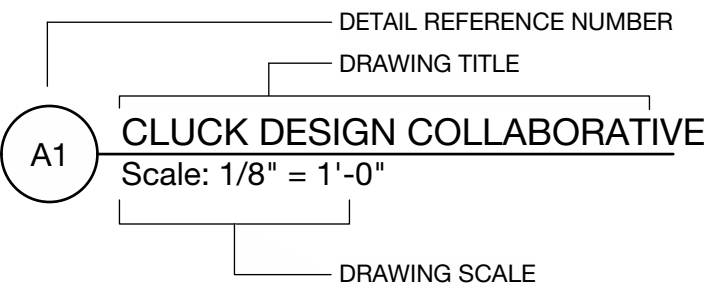 DETAIL REFERENCE NUMBER
DRAWING TITLE
CLUCK DESIGN COLLABORATIVE
A1
Scale: 1/8" = 1'-0"
DRAWING SCALE